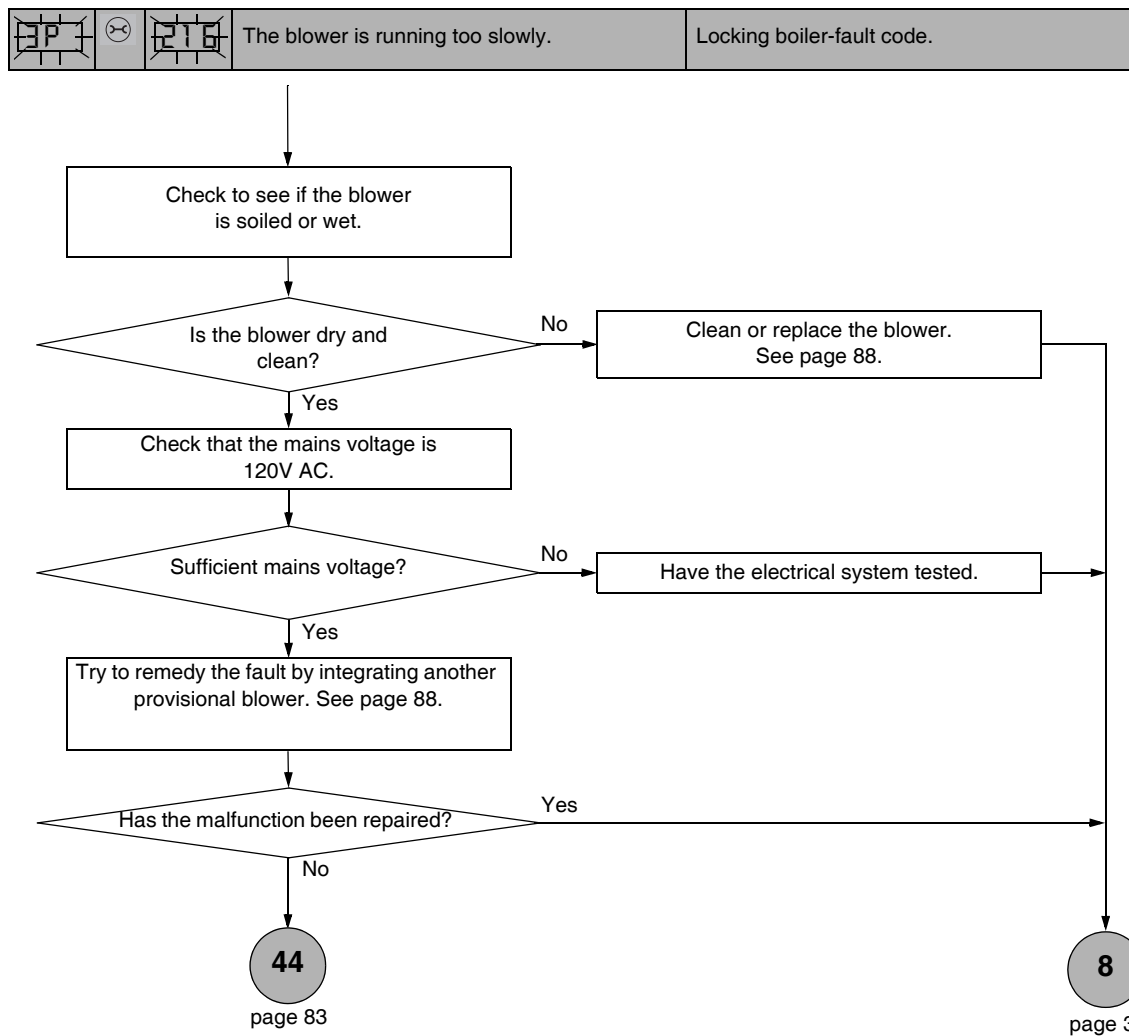 3P 216 The blower is running too slowly. Locking boiler-fault code.
Check to see if the blower
is soiled or wet.
Is the blower dry and
clean?
No
Clean or replace the blower.
See page 88.
Yes
Check that the mains voltage is
120V AC.
Sufficient mains voltage?
No
Have the electrical system tested.
Yes
Try to remedy the fault by integrating another
provisional blower. See page 88.
Has the malfunction been repaired?
Yes
No
44
page 83
8
page 3